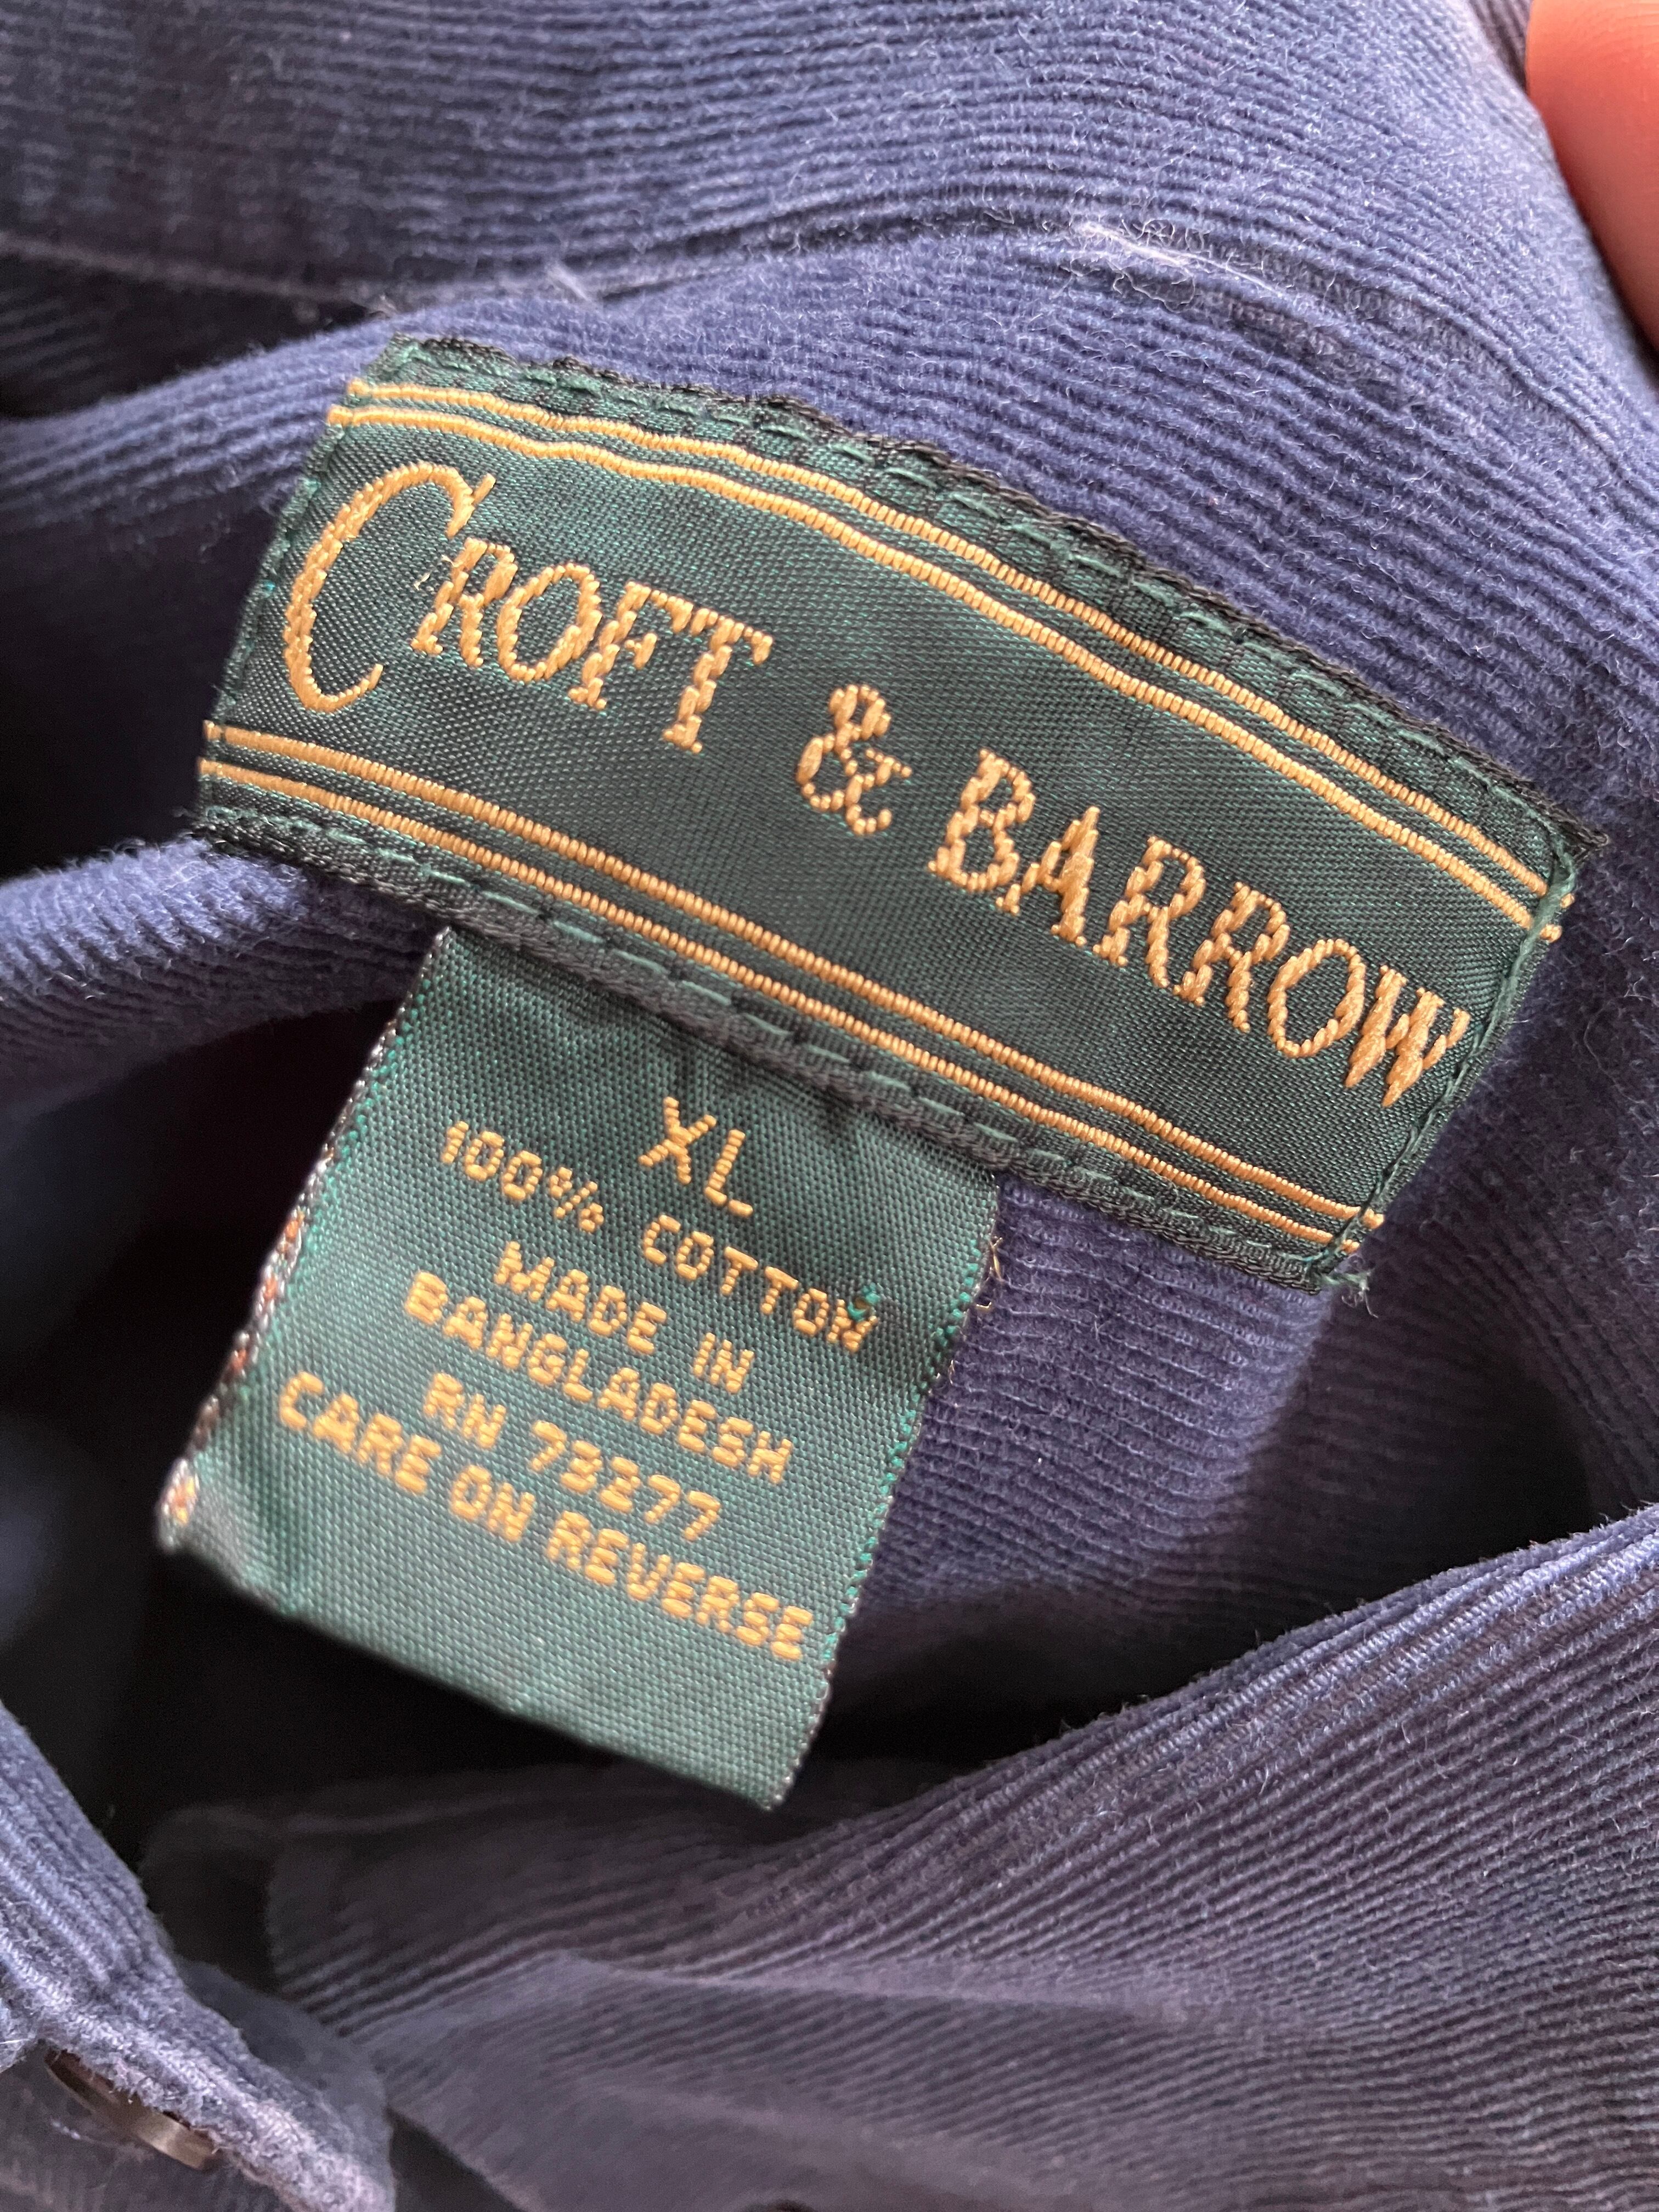 CROFT & BARROW
XL
100% COTTON
MADE IN
BANGLADESH
RN 73277
CARE ON REVERSE